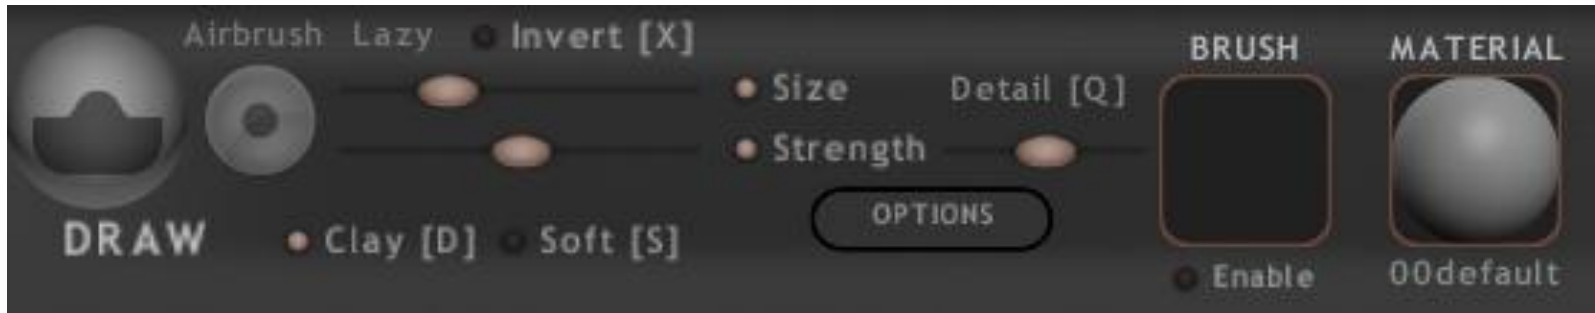 Airbrush Lazy Invert [X]
BRUSH MATERIAL
Size Detail [Q]
Strength
OPTIONS
DRAW Clay [D] Soft [S]
Enable 00default